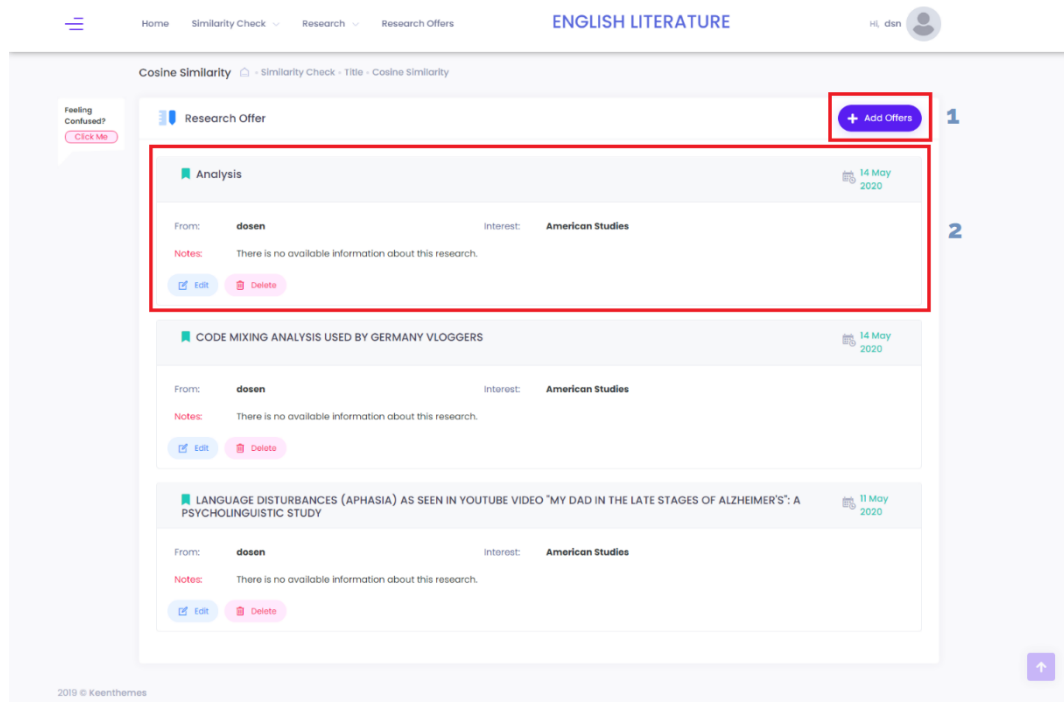 Home Similarity Check Research Research Offers ENGLISH LITERATURE Hi, dsn
Cosine Similarity - Similarity Check - Title - Cosine Similarity
Feeling
Confused?
Click Me
Research Offer
+ Add Offers
1
Analysis
14 May
2020
2
From: dosen Interest: American Studies
Notes: There is no available information about this research.
Edit Delete
CODE MIXING ANALYSIS USED BY GERMANY VLOGGERS
14 May
2020
From: dosen Interest: American Studies
Notes: There is no available information about this research.
Edit Delete
LANGUAGE DISTURBANCES (APHASIA) AS SEEN IN YOUTUBE VIDEO "MY DAD IN THE LATE STAGES OF ALZHEIMER'S": A
PSYCHOLINGUISTIC STUDY
11 May
2020
From: dosen Interest: American Studies
Notes: There is no available information about this research.
Edit Delete
2019 © Keenthemes